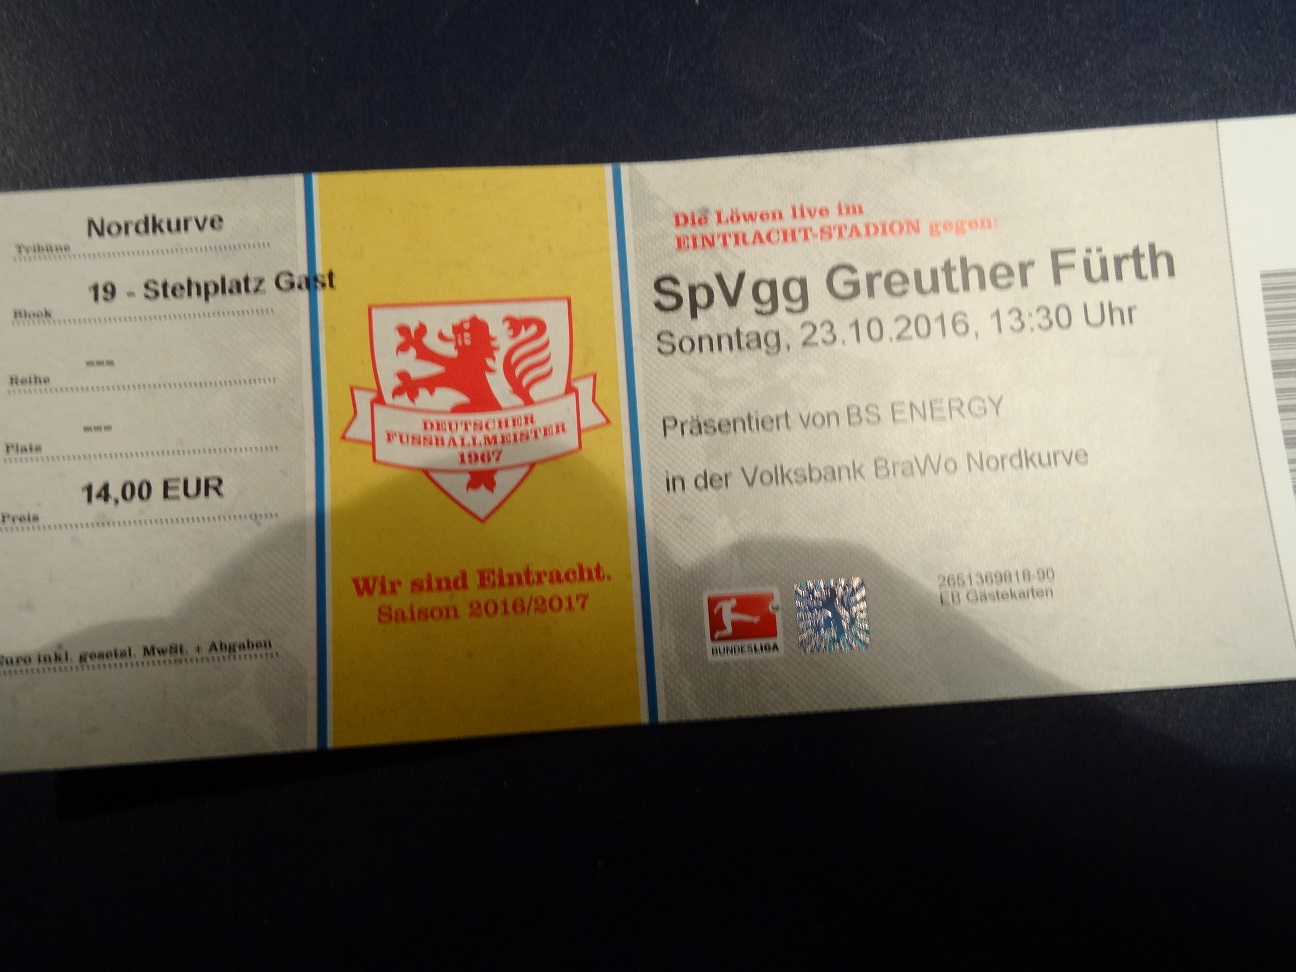 Nordkurve
Tribüne
19 - Stehplatz Gast
Block
---
Reihe
---
Platz
14,00 EUR
Preis
Euro inkl. gesetzl. MwSt. + Abgaben
DEUTSCHER
FUSSBALLMEISTER
1967
Wir sind Eintracht.
Saison 2016/2017
Die Löwen live im
EINTRACHT-STADION gegen:
SpVgg Greuther Fürth
Sonntag, 23.10.2016, 13:30 Uhr
Präsentiert von BS ENERGY
in der Volksbank BraWo Nordkurve
BUNDESLIGA
2651369818-90
EB Gästekarten